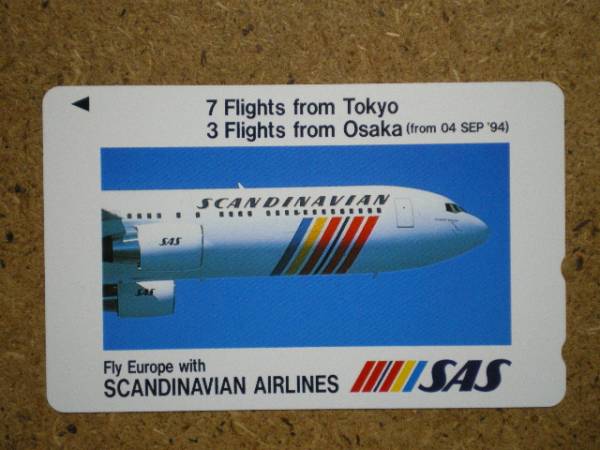 7 Flights from Tokyo
3 Flights from Osaka (from 04 SEP '94)
SCANDINAVIAN
SAS
SAS
Fly Europe with
SCANDINAVIAN AIRLINES SAS